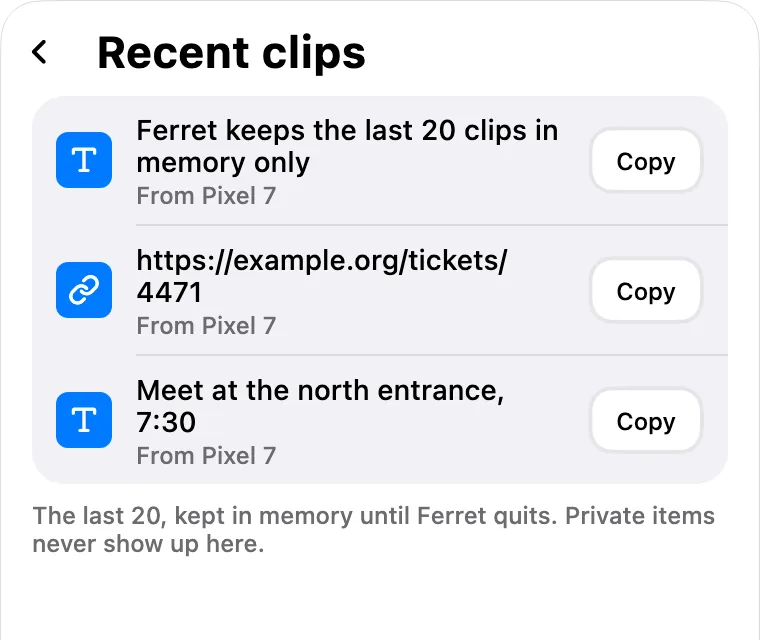 Recent clips
Ferret keeps the last 20 clips in
memory only
From Pixel 7
Copy
https://example.org/tickets/
4471
From Pixel 7
Copy
Meet at the north entrance,
7:30
From Pixel 7
Copy
The last 20, kept in memory until Ferret quits. Private items
never show up here.